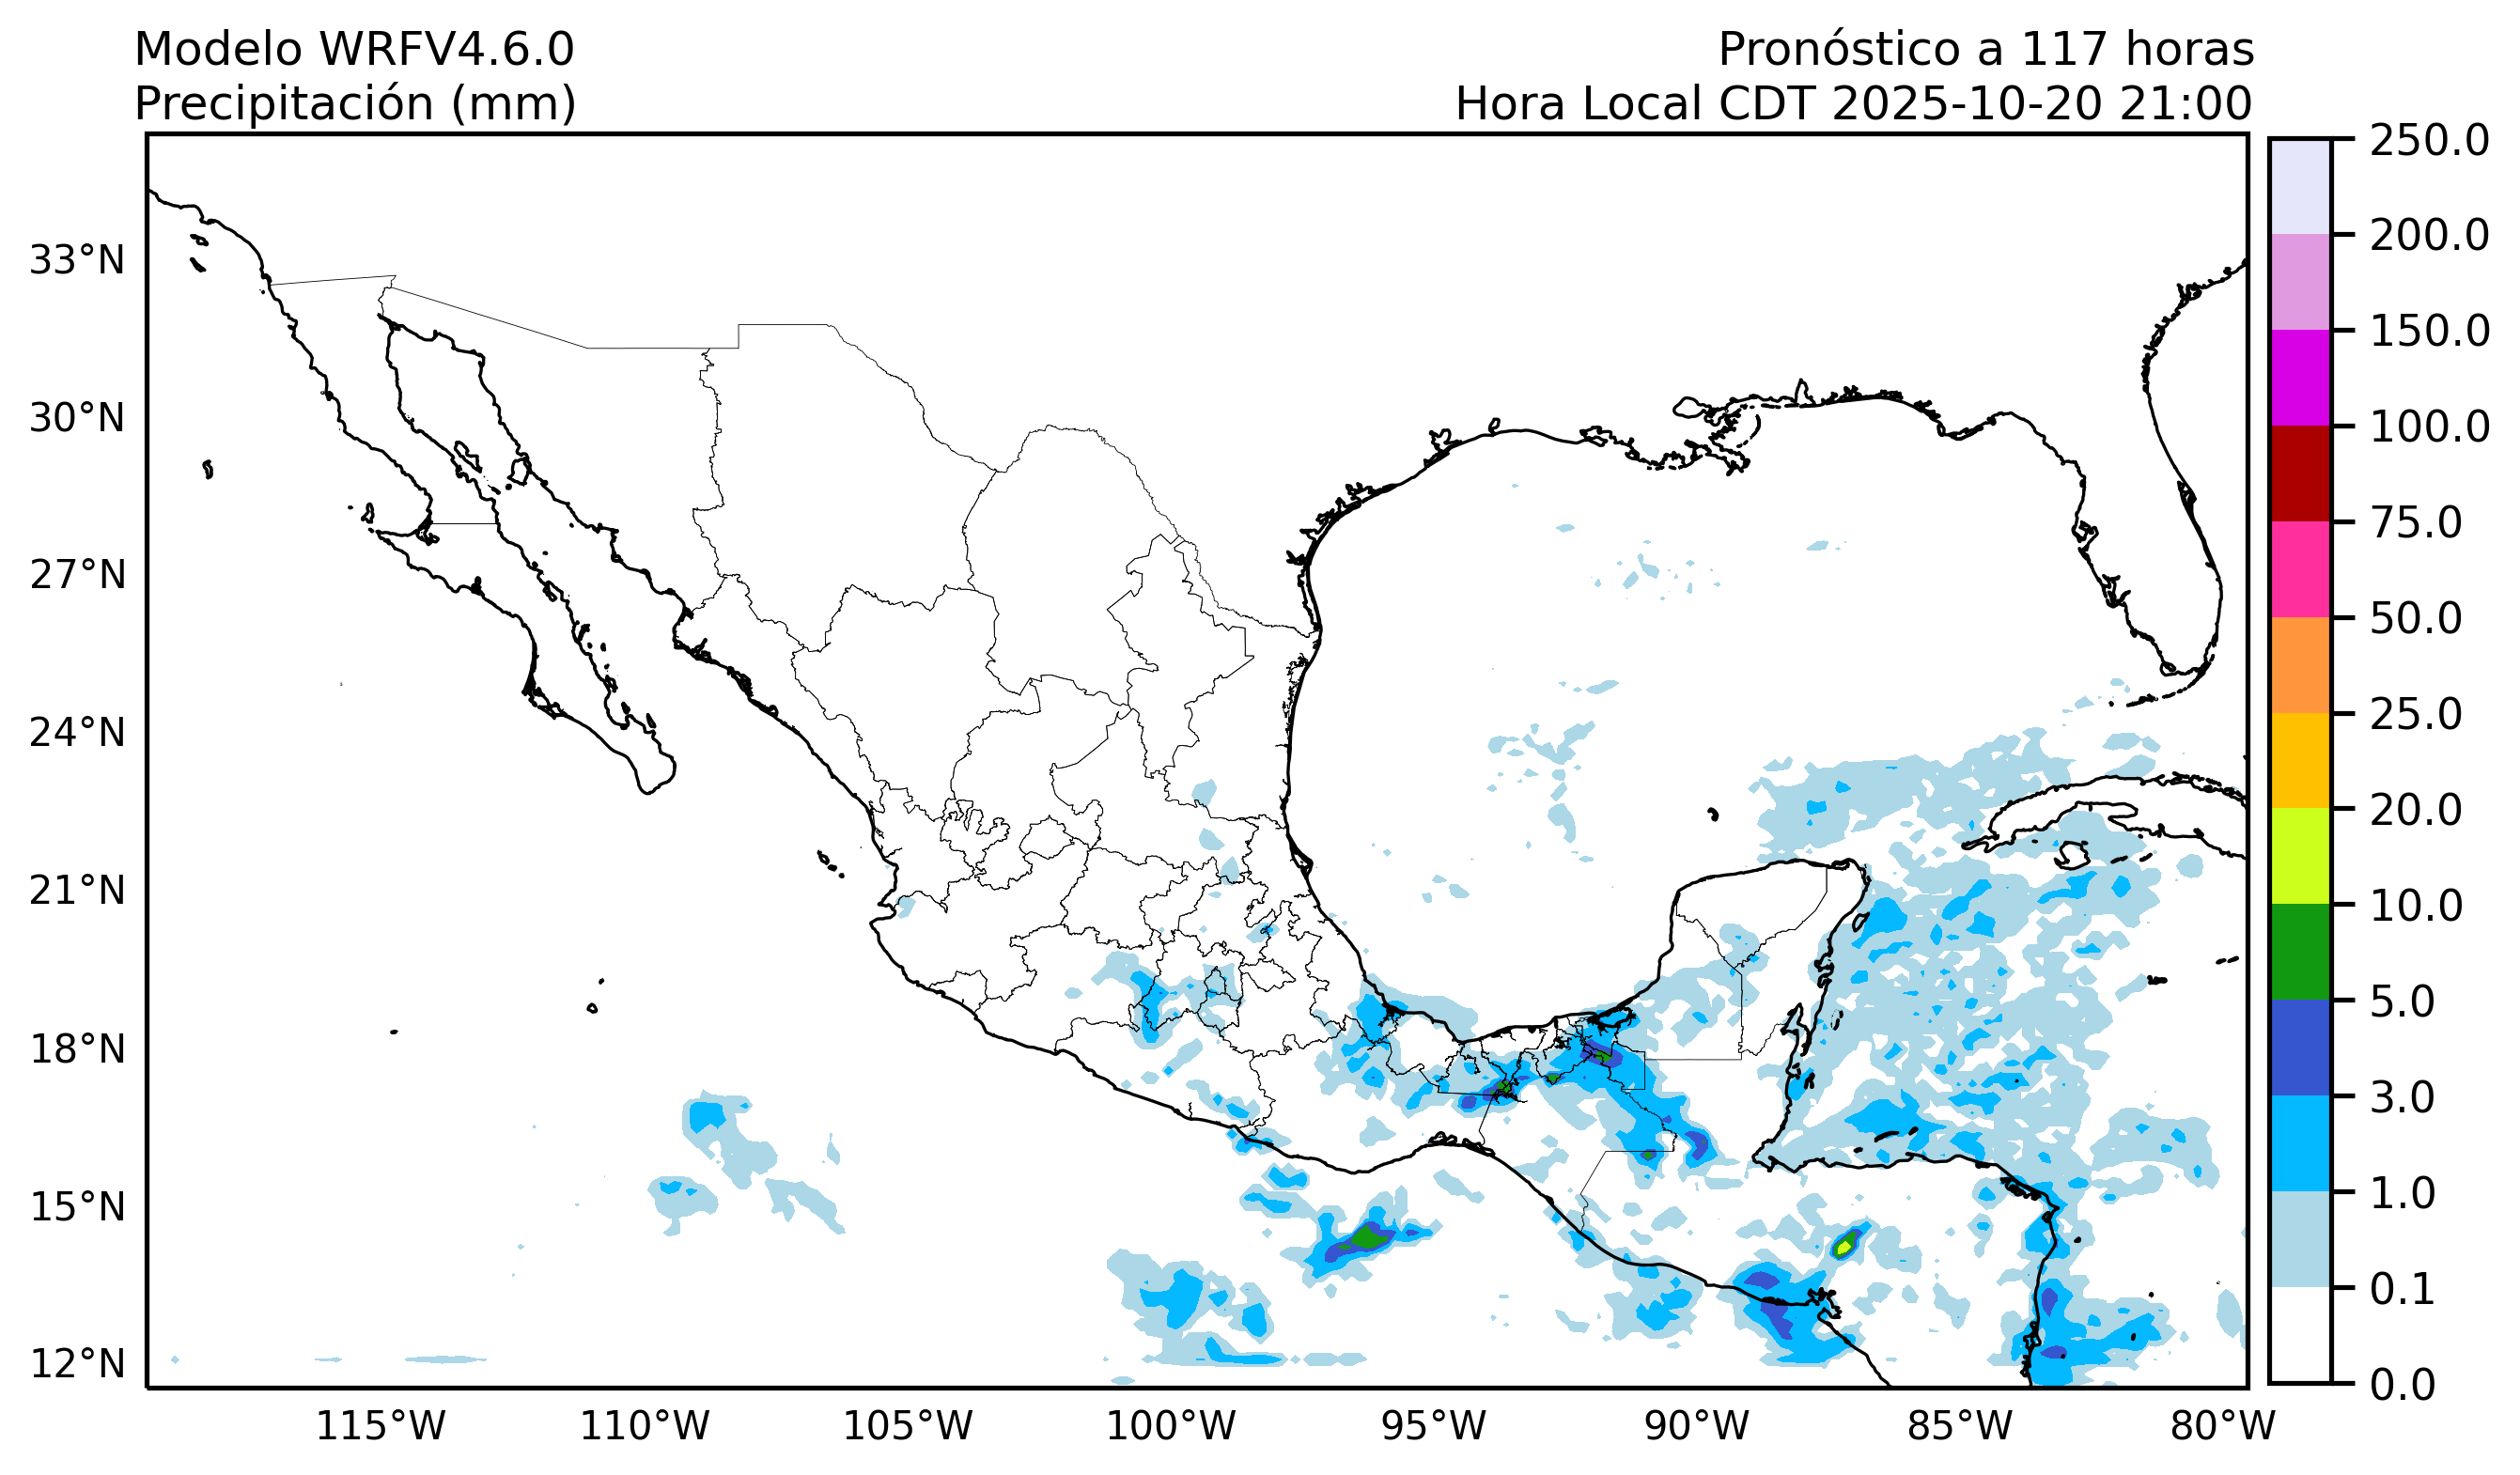 Modelo WRFV4.6.0
Precipitación (mm)
Pronóstico a 117 horas
Hora Local CDT 2025-10-20 21:00
33°N
30°N
27°N
24°N
21°N
18°N
15°N
12°N
115°W
110°W
105°W
100°W
95°W
90°W
85°W
80°W
250.0
200.0
150.0
100.0
75.0
50.0
25.0
20.0
10.0
5.0
3.0
1.0
0.1
0.0